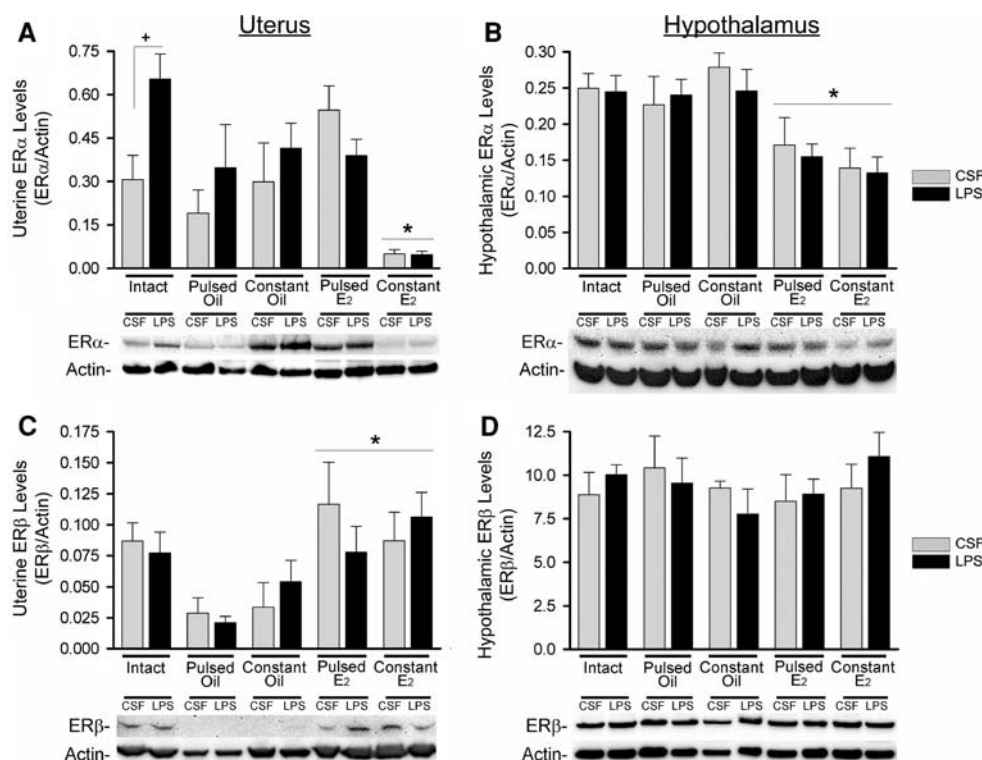 A Uterus
Uterine ERα Levels
(ERα/Actin)
0.75
0.60
0.45
0.30
0.15
0.00
+
*
Intact Pulsed Oil Constant Oil Pulsed E2 Constant E2
CSF LPS CSF LPS CSF LPS CSF LPS CSF LPS
ERα-
Actin-
B Hypothalamus
Hypothalamic ERα Levels
(ERα/Actin)
0.30
0.25
0.20
0.15
0.10
0.05
0.00
*
CSF
LPS
Intact Pulsed Oil Constant Oil Pulsed E2 Constant E2
CSF LPS CSF LPS CSF LPS CSF LPS CSF LPS
ERα-
Actin-
C
Uterine ERβ Levels
(ERβ/Actin)
0.175
0.150
0.125
0.100
0.075
0.050
0.025
0.000
*
Intact Pulsed Oil Constant Oil Pulsed E2 Constant E2
CSF LPS CSF LPS CSF LPS CSF LPS CSF LPS
ERβ-
Actin-
D
Hypothalamic ERβ Levels
(ERβ/Actin)
12.5
10.0
7.5
5.0
2.5
0.0
CSF
LPS
Intact Pulsed Oil Constant Oil Pulsed E2 Constant E2
CSF LPS CSF LPS CSF LPS CSF LPS CSF LPS
ERβ-
Actin-